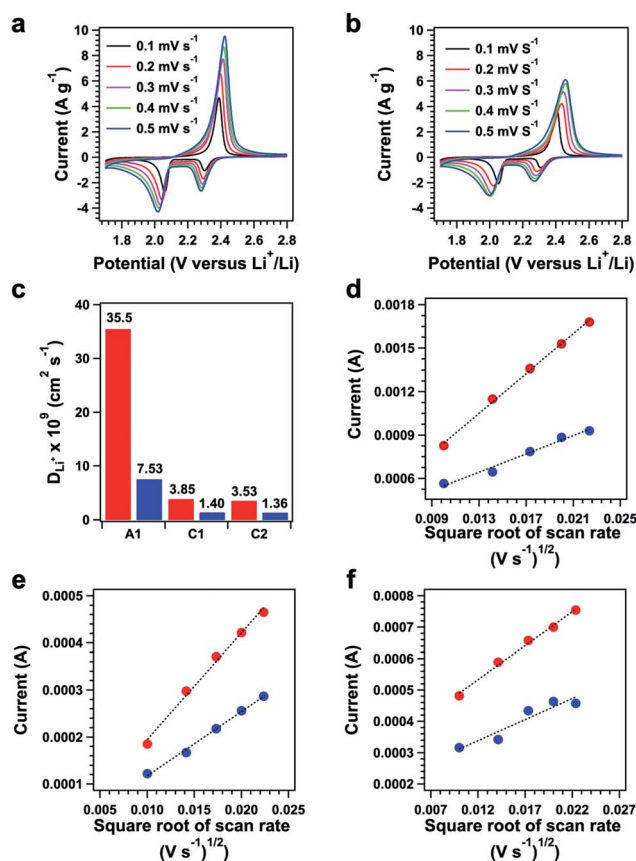 a
10
8
6
4
2
0
-2
-4
Current (A g⁻¹)
0.1 mV S⁻¹
0.2 mV s⁻¹
0.3 mV s⁻¹
0.4 mV s⁻¹
0.5 mV s⁻¹
1.8 2.0 2.2 2.4 2.6 2.8
Potential (V versus Li⁺/Li)
b
10
8
6
4
2
0
-2
-4
Current (A g⁻¹)
0.1 mV S⁻¹
0.2 mV S⁻¹
0.3 mV S⁻¹
0.4 mV S⁻¹
0.5 mV S⁻¹
1.8 2.0 2.2 2.4 2.6 2.8
Potential (V versus Li⁺/Li)
c
40
30
20
10
0
D Li⁺ x 10⁹ (cm² s⁻¹)
35.5
7.53
3.85
1.40
3.53
1.36
A1 C1 C2
d
0.0018
0.0015
0.0012
0.0009
0.0006
Current (A)
0.009 0.013 0.017 0.021 0.025
Square root of scan rate
(V s⁻¹)¹/²
e
0.0005
0.0004
0.0003
0.0002
0.0001
Current (A)
0.005 0.010 0.015 0.020 0.025
Square root of scan rate
(V s⁻¹)¹/²
f
0.0008
0.0007
0.0006
0.0005
0.0004
0.0003
0.0002
Current (A)
0.007 0.012 0.017 0.022 0.027
Square root of scan rate
(V s⁻¹)¹/²